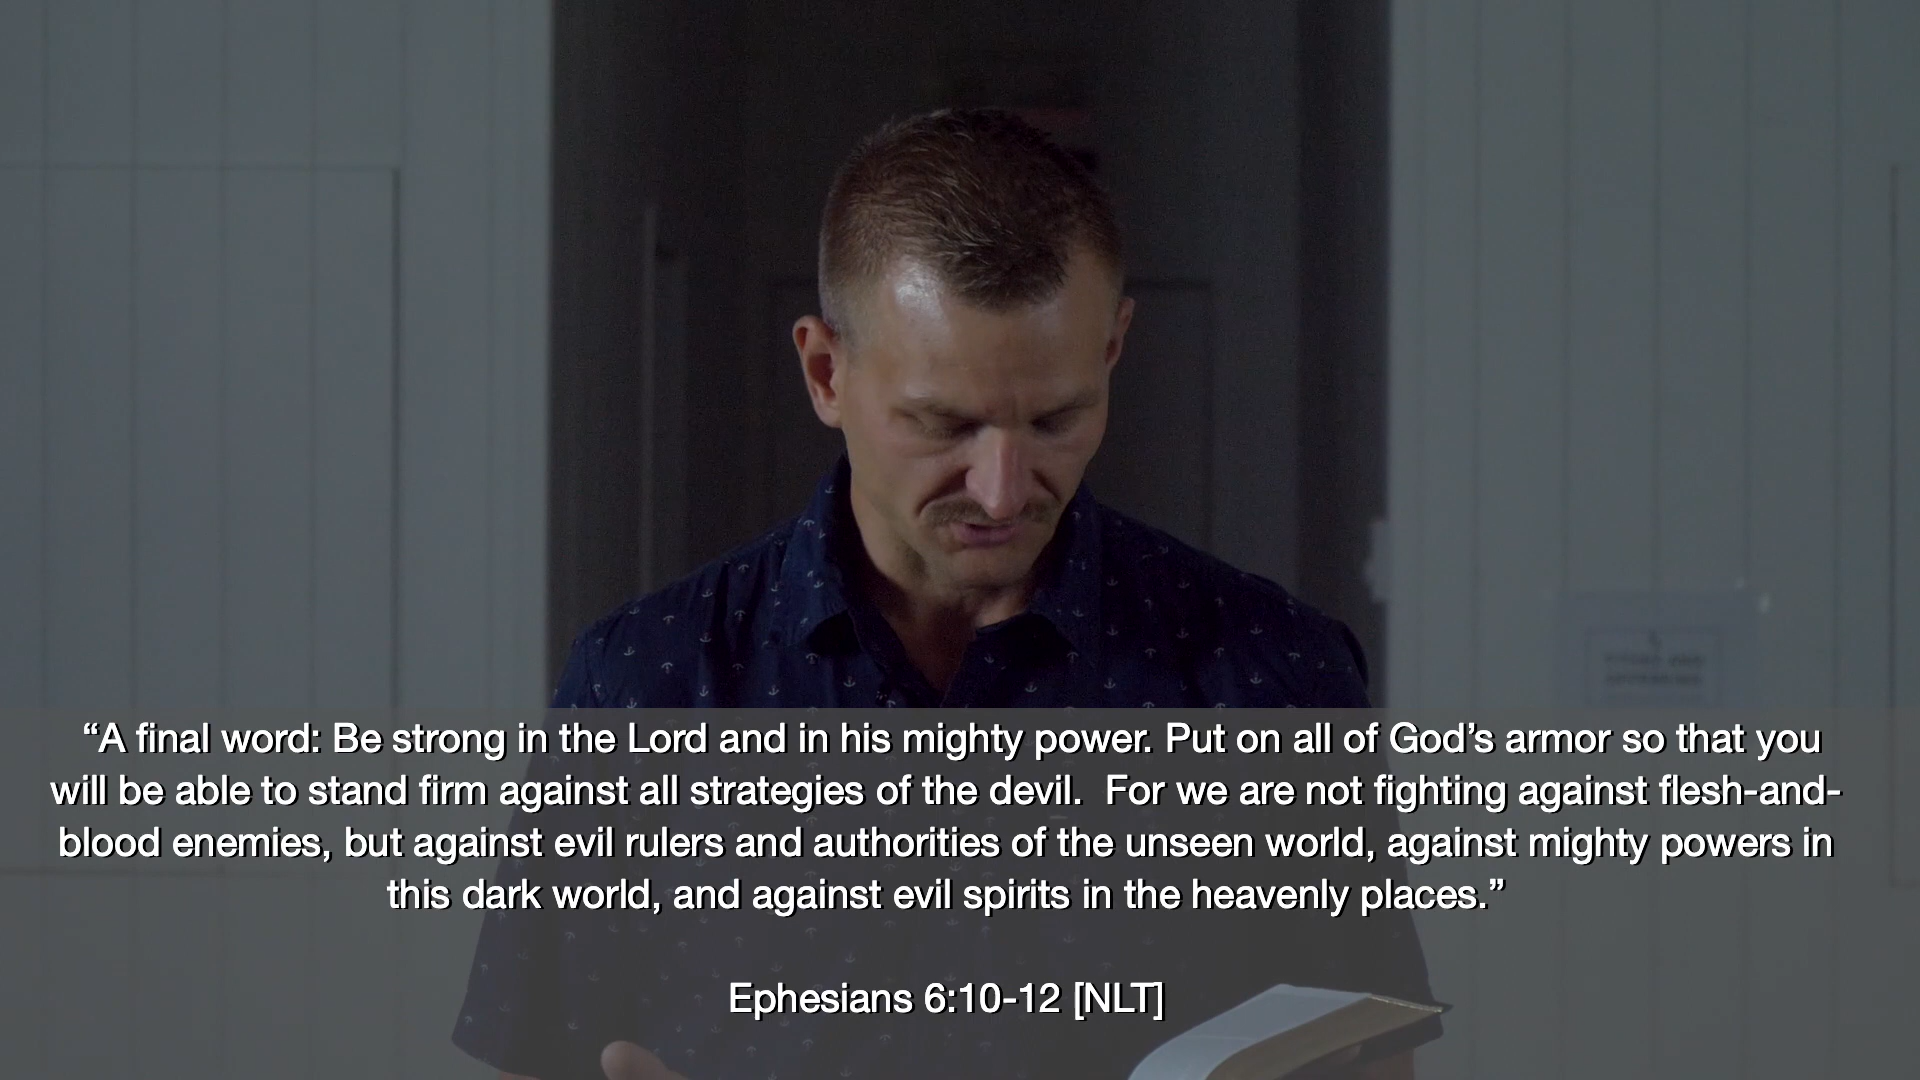 “A final word: Be strong in the Lord and in his mighty power. Put on all of God’s armor so that you
will be able to stand firm against all strategies of the devil.  For we are not fighting against flesh-and-
blood enemies, but against evil rulers and authorities of the unseen world, against mighty powers in
this dark world, and against evil spirits in the heavenly places.”
Ephesians 6:10-12 [NLT]